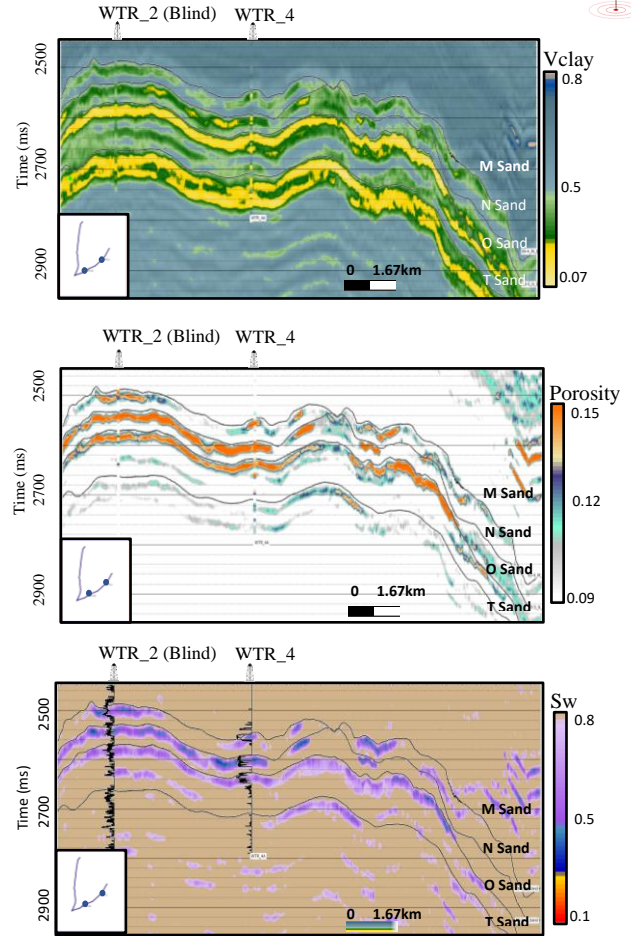 WTR_2 (Blind) WTR_4
Vclay
0.8
0.5
0.07
Time (ms)
2500
2700
2900
M Sand
N Sand
O Sand
T Sand
0 1.67km
WTR_2 (Blind) WTR_4
Porosity
0.15
0.12
0.09
Time (ms)
2500
2700
2900
M Sand
N Sand
O Sand
T Sand
0 1.67km
WTR_2 (Blind) WTR_4
Sw
0.8
0.5
0.1
Time (ms)
2500
2700
2900
M Sand
N Sand
O Sand
T Sand
0 1.67km